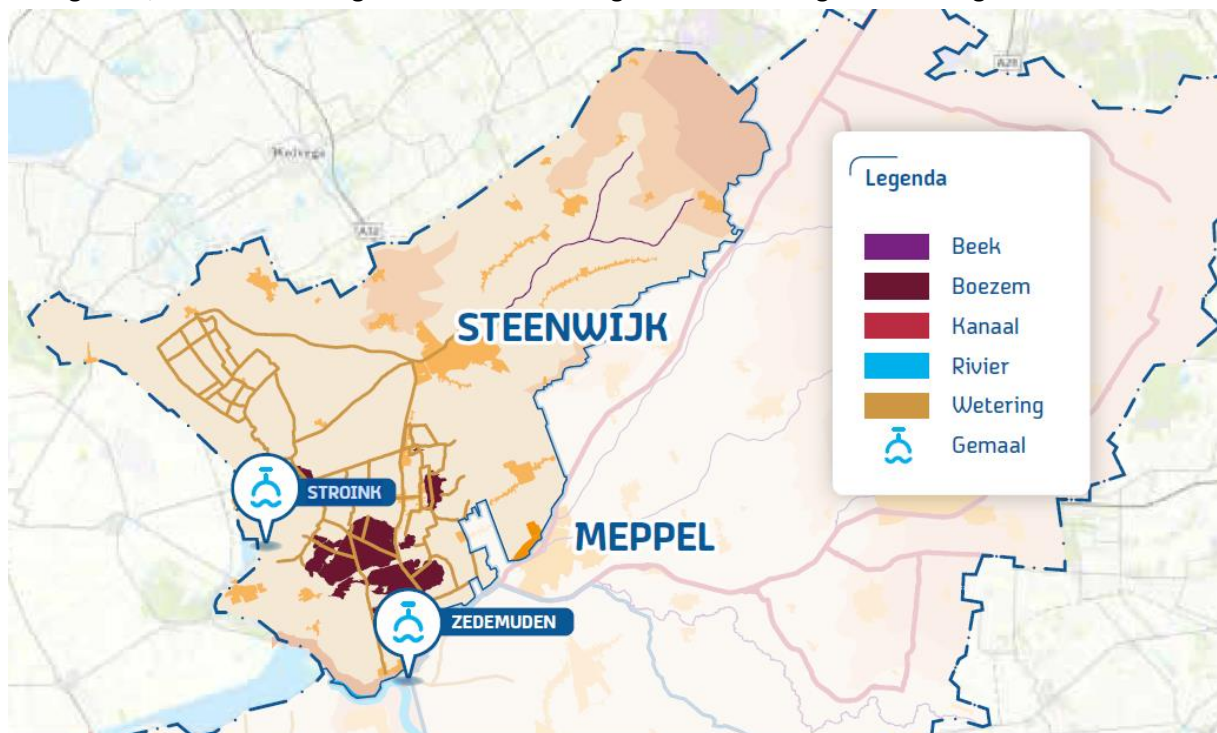 A28
Wolvega
A32
Legenda
Beek
Boezem
Kanaal
Rivier
Wetering
Gemaal
STEENWIJK
STROINK
MEPPEL
ZEDEMUDEN